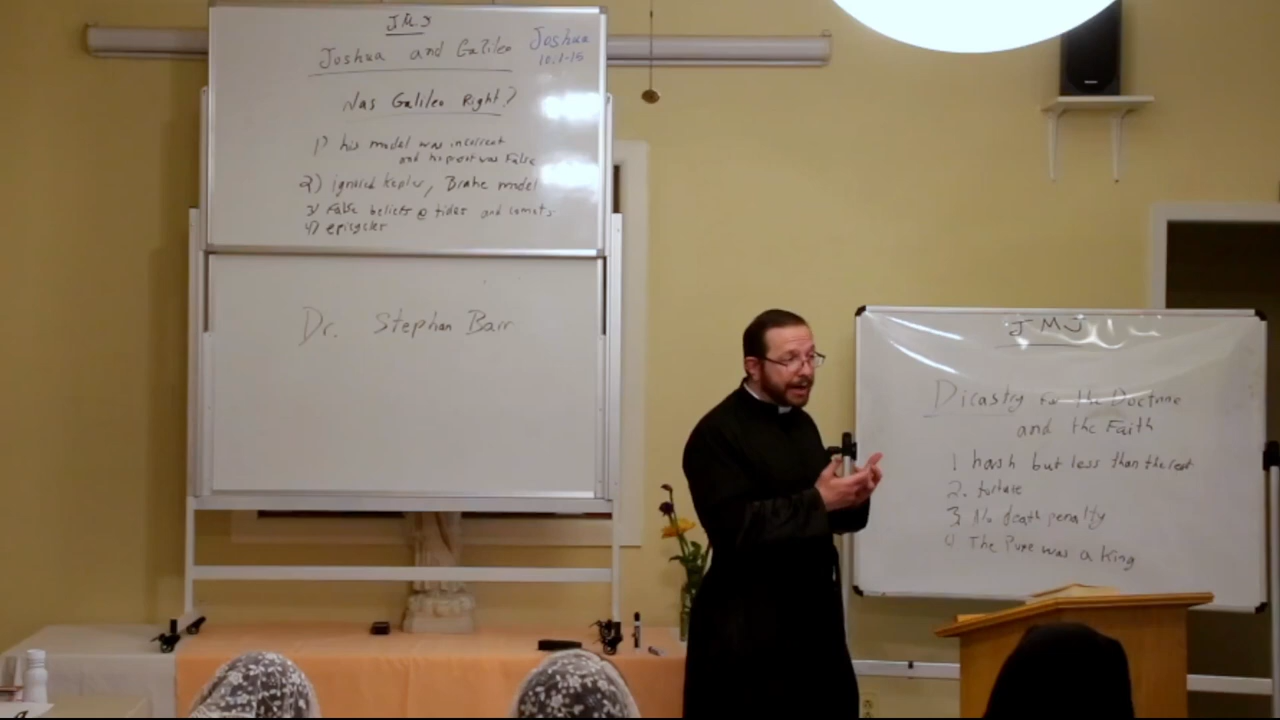 J.M.J
Joshua and Galileo
Joshua
10:1-15
Was Galileo Right?
1) his model was incorrect
and his proof was False
2) ignored Kepler, Brahe model
3) False beliefs @ tides and comets
4) epicycles
Dr. Stephan Barr
JMJ
Dicastry for the Doctrine
and the Faith
1 harsh but less than the rest
2. torture
3. No death penalty
4) The Pope was a King